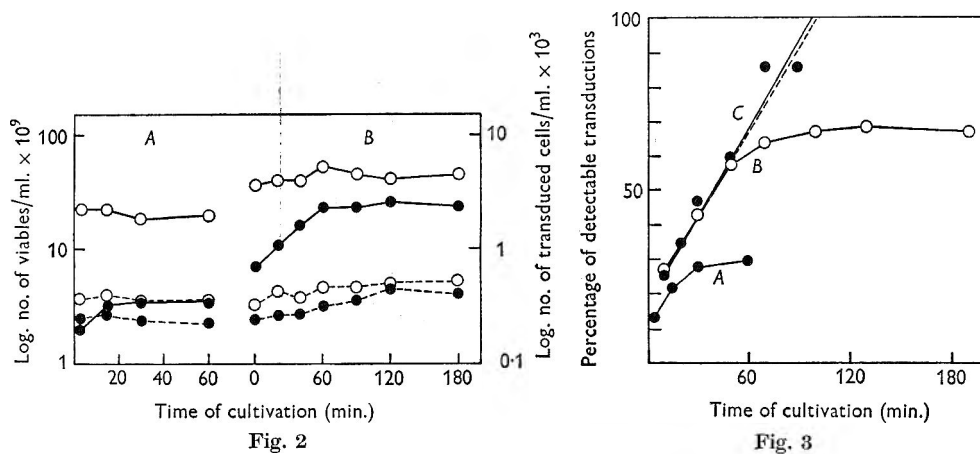 Log. no. of viables/ml. × 10⁹
100
10
1
A
B
10
1
0·1
Log. no. of transduced cells/ml. × 10³
20 40 60 0 60 120 180
Time of cultivation (min.)
Fig. 2
Percentage of detectable transductions
100
50
C
B
A
60 120 180
Time of cultivation (min.)
Fig. 3